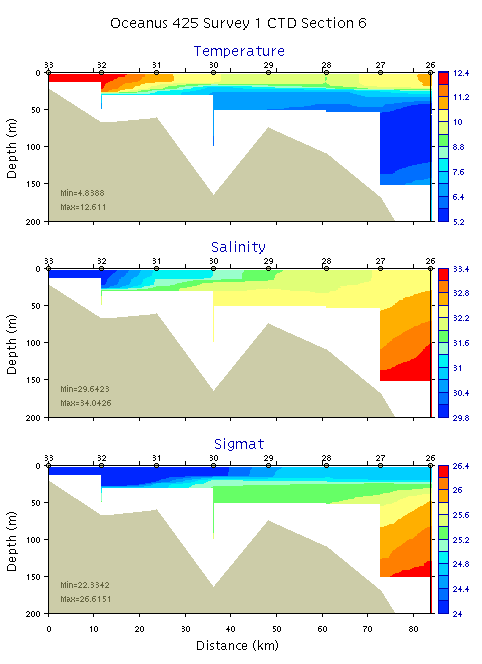 Oceanus 425 Survey 1 CTD Section 6
Temperature
33 32 31 30 29 28 27 26
0
50
100
150
200
Depth (m)
Min=4.8388
Max=12.611
12.4
11.2
10
8.8
7.6
6.4
5.2
Salinity
33 32 31 30 29 28 27 26
0
50
100
150
200
Depth (m)
Min=29.6423
Max=34.0426
33.4
32.8
32.2
31.6
31
30.4
29.8
Sigmat
33 32 31 30 29 28 27 26
0
50
100
150
200
Depth (m)
Min=22.8342
Max=26.6151
26.4
26
25.6
25.2
24.8
24.4
24
0 10 20 30 40 50 60 70 80
Distance (km)